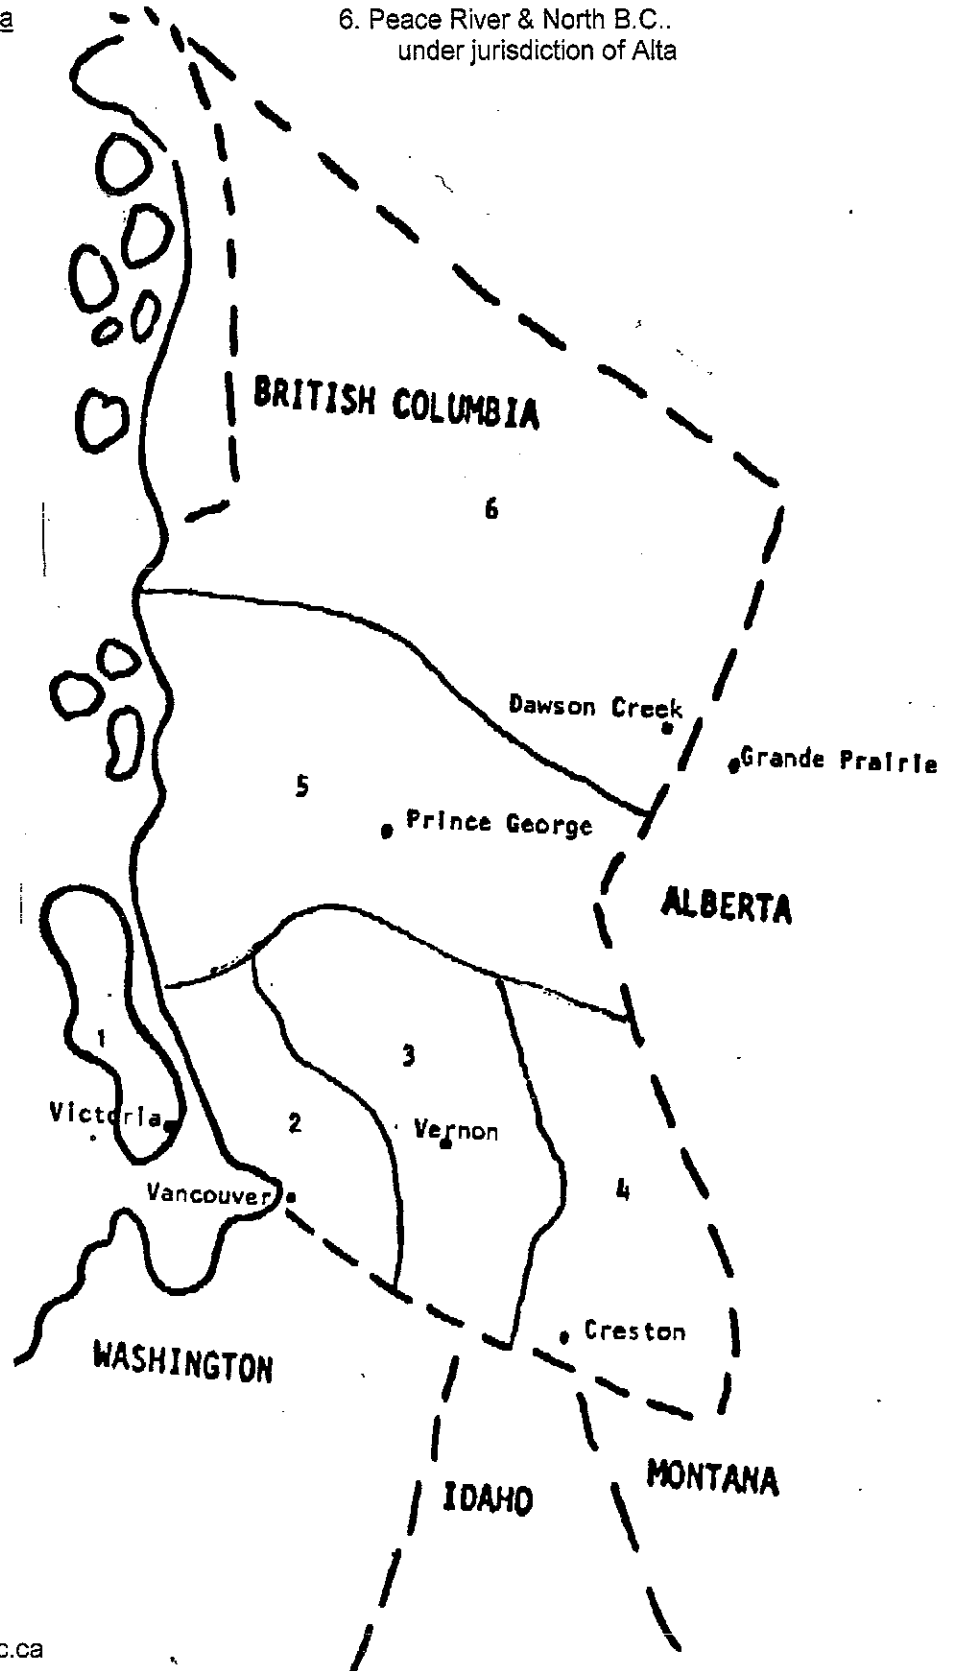 a
6. Peace River & North B.C..
under jurisdiction of Alta
BRITISH COLUMBIA
6
Dawson Creek
Grande Prairie
5
Prince George
ALBERTA
1
3
Victoria
2
Vernon
4
Vancouver
Creston
WASHINGTON
MONTANA
IDAHO
c.ca